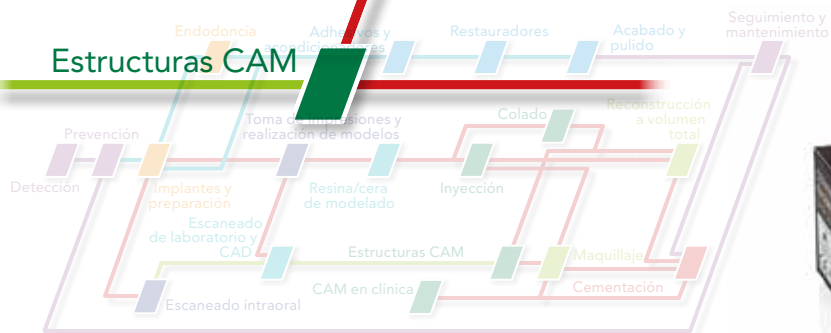 Estructuras CAM
Endodoncia
Adhesivos y
acondicionadores
Restauradores
Acabado y
pulido
Seguimiento y
mantenimiento
Detección
Prevención
Implantes y
preparación
Toma de impresiones y
realización de modelos
Resina/cera
de modelado
Inyección
Colado
Reconstrucción
a volumen
total
Escaneado
de laboratorio y
CAD
Estructuras CAM
Maquillaje
Escaneado intraoral
CAM en clínica
Cementación